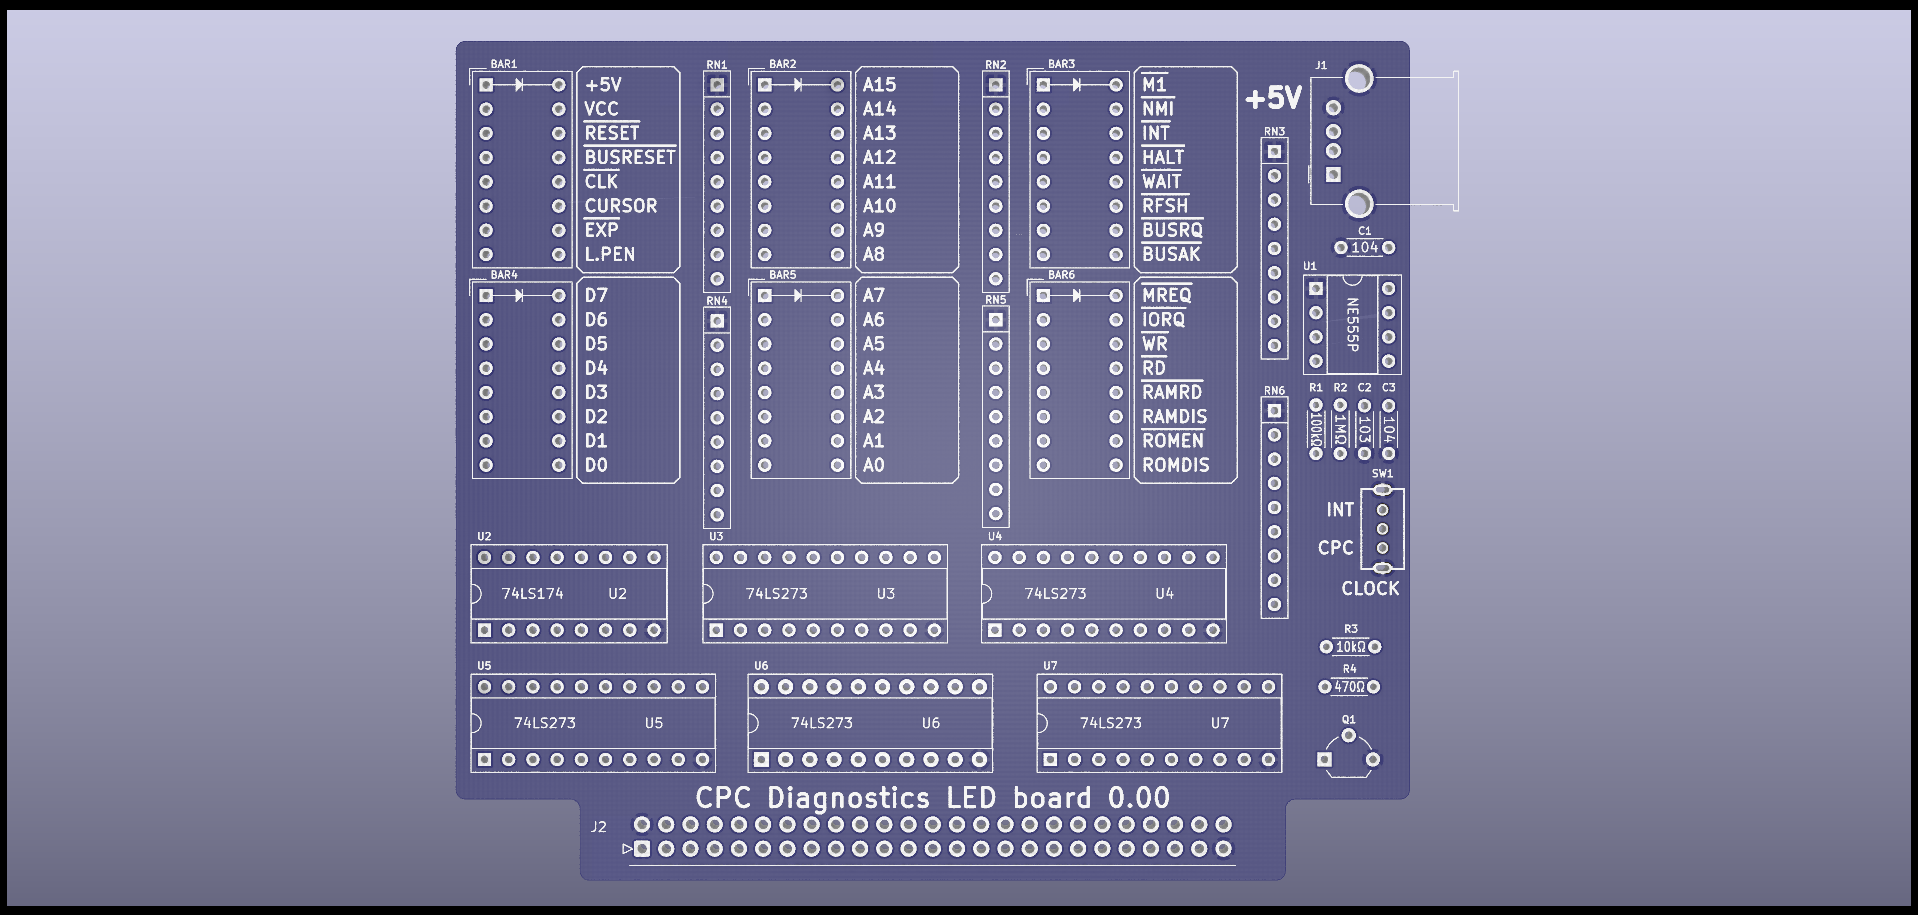 BAR1
+5V
VCC
RESET
BUSRESET
CLK
CURSOR
EXP
L.PEN
RN1
BAR2
A15
A14
A13
A12
A11
A10
A9
A8
RN2
BAR3
M1
NMI
INT
HALT
WAIT
RFSH
BUSRQ
BUSAK
+5V
RN3
J1
C1
104
U1
NE555P
BAR4
D7
D6
D5
D4
D3
D2
D1
D0
RN4
BAR5
A7
A6
A5
A4
A3
A2
A1
A0
RN5
BAR6
MREQ
IORQ
WR
RD
RAMRD
RAMDIS
ROMEN
ROMDIS
RN6
R1 R2 C2 C3
100kΩ 1MΩ 103 104
SW1
INT
CPC
CLOCK
U2
74LS174 U2
U3
74LS273 U3
U4
74LS273 U4
R3
10kΩ
R4
470Ω
Q1
U5
74LS273 U5
U6
74LS273 U6
U7
74LS273 U7
CPC Diagnostics LED board 0.00
J2